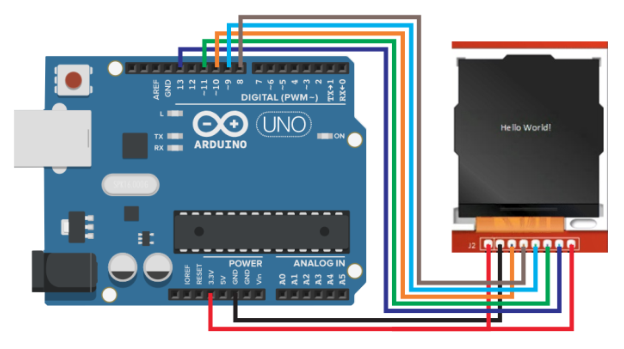 AREF
GND
13
12
~11
~10
~9
8
7
~6
~5
4
~3
2
TX→1
RX←0
DIGITAL (PWM~)
L
TX
RX
UNO
ON
ARDUINO
Hello World!
J2
POWER
ANALOG IN
IOREF
RESET
3.3V
5V
GND
GND
Vin
A0
A1
A2
A3
A4
A5